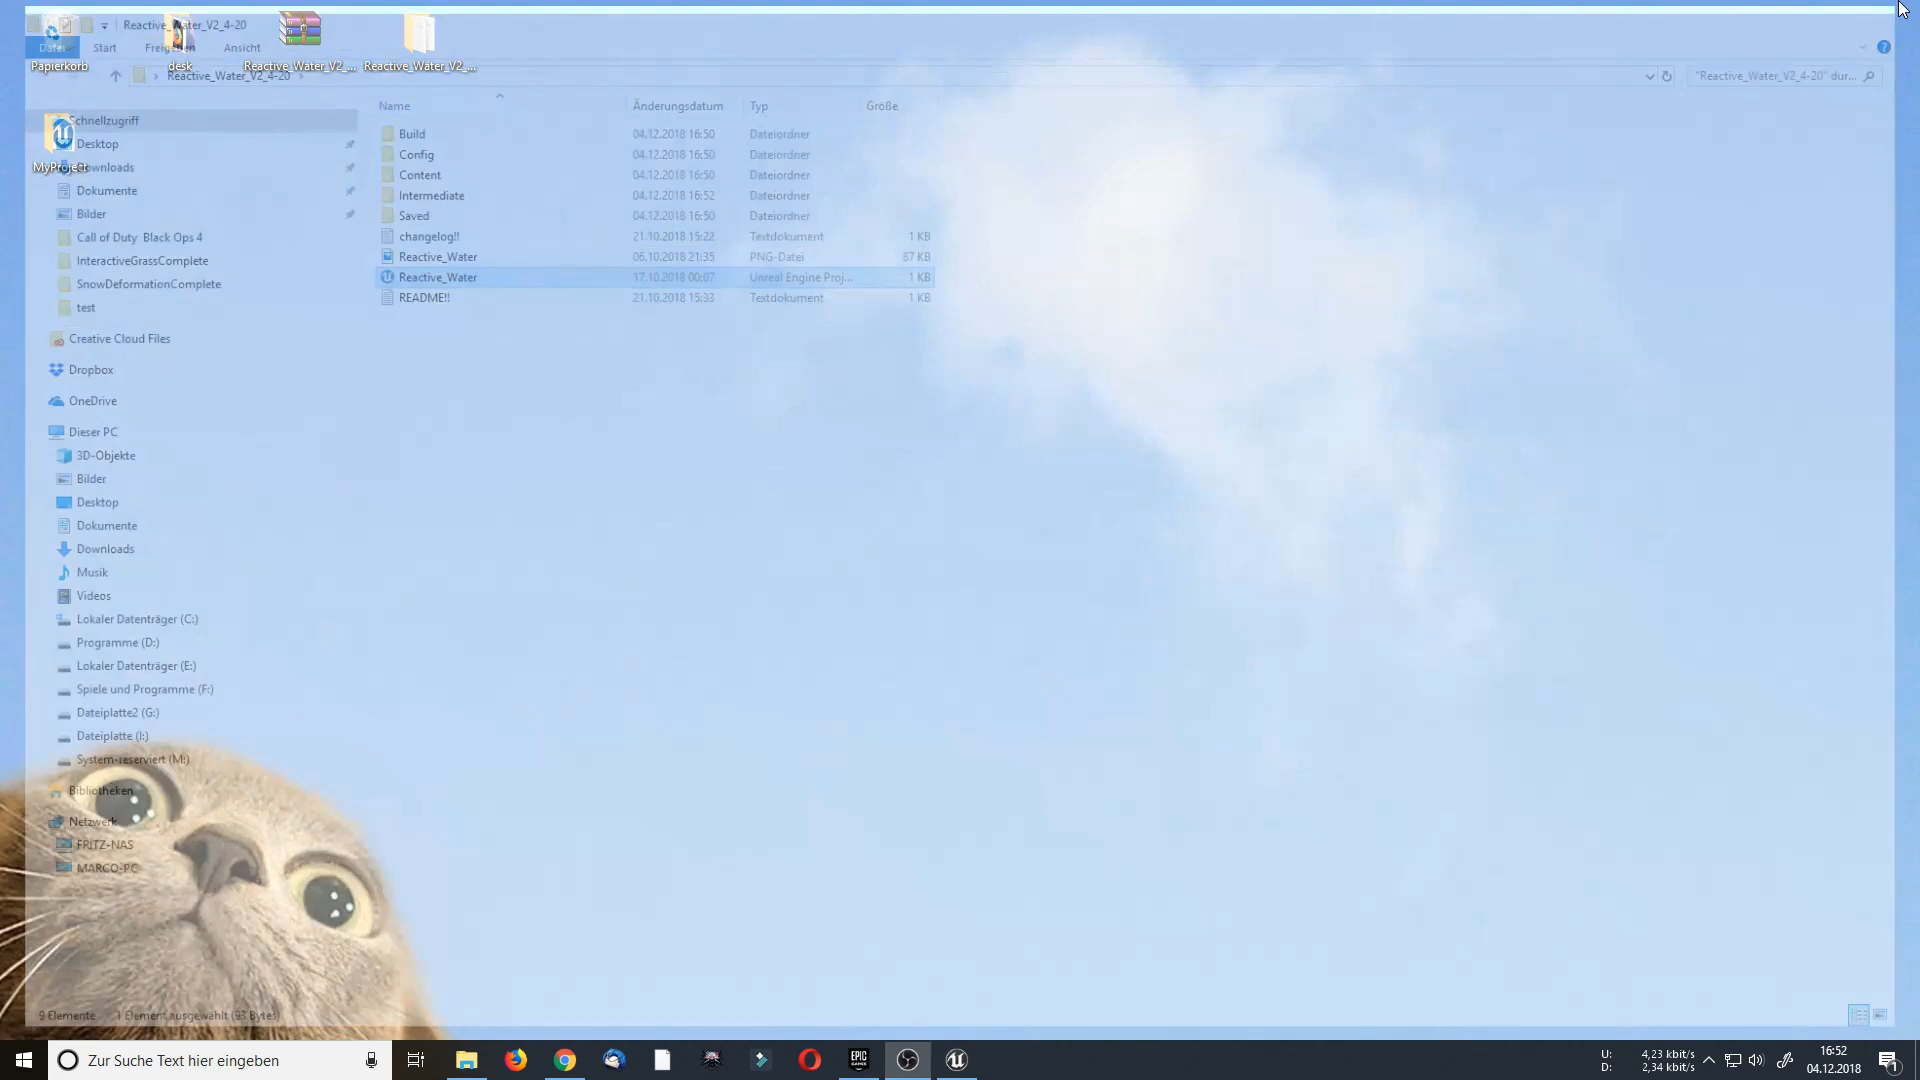 Reactive_Water_V2_4-20
Datei Start Freigeben Ansicht
Papierkorb
desk
Reactive_Water_V2_...
Reactive_Water_V2_...
Reactive_Water_V2_4-20
"Reactive_Water_V2_4-20" dur...
Name Änderungsdatum Typ Größe
Schnellzugriff
Desktop
MyProject
Downloads
Dokumente
Bilder
Call of Duty Black Ops 4
InteractiveGrassComplete
SnowDeformationComplete
test
Creative Cloud Files
Dropbox
OneDrive
Dieser PC
3D-Objekte
Bilder
Desktop
Dokumente
Downloads
Musik
Videos
Lokaler Datenträger (C:)
Programme (D:)
Lokaler Datenträger (E:)
Spiele und Programme (F:)
Dateiplatte2 (G:)
Dateiplatte (I:)
System-reserviert (M:)
Bibliotheken
Netzwerk
FRITZ-NAS
MARCO-PC
Build 04.12.2018 16:50 Dateiordner
Config 04.12.2018 16:50 Dateiordner
Content 04.12.2018 16:50 Dateiordner
Intermediate 04.12.2018 16:52 Dateiordner
Saved 04.12.2018 16:50 Dateiordner
changelog!! 21.10.2018 15:22 Textdokument 1 KB
Reactive_Water 06.10.2018 21:35 PNG-Datei 87 KB
Reactive_Water 17.10.2018 00:07 Unreal Engine Proj... 1 KB
README!! 21.10.2018 15:33 Textdokument 1 KB
9 Elemente 1 Element ausgewählt (93 Bytes)
Zur Suche Text hier eingeben
EPIC
GAMES
U: 4,23 kbit/s
D: 2,34 kbit/s
16:52
04.12.2018
1